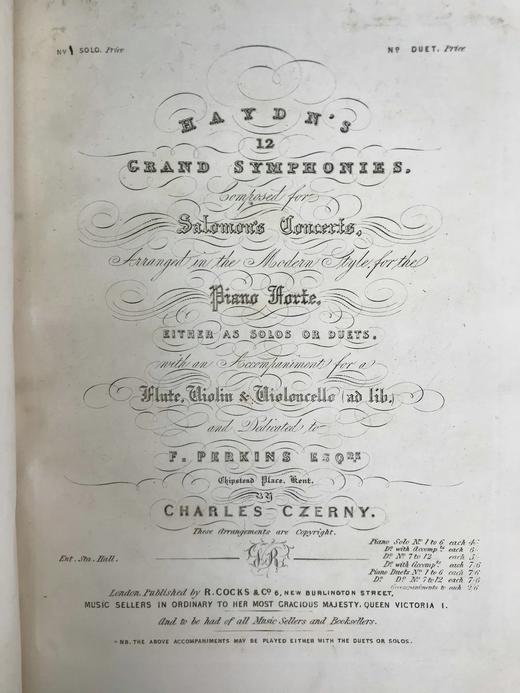 No 1 SOLO. Price
No DUET. Price
HAYDN'S
12
GRAND SYMPHONIES,
Composed for
Salomon's Concerts,
Arranged in the Modern Style, for the
Piano Forte,
EITHER AS SOLOS OR DUETS,
with an Accompaniment for a
Flute, Violin & Violoncello (ad lib,)
and Dedicated to
F. PERKINS ESQRE
Chipstead Place, Kent.
BY
CHARLES CZERNY.
These Arrangements are Copyright.
Piano Solo Nos 1 to 6 each
Do with Accompts each 6/-
Do Nos 7 to 12 each 5/-
Do with Accompts each 7/6
Piano Duets Nos 1 to 6 each 7/6
Do Do Nos 7 to 12 each 7/6
Accompaniments to each 2/6
Ent. Sta. Hall.
VR
London, Published by R. COCKS & Co 6, NEW BURLINGTON STREET,
MUSIC SELLERS IN ORDINARY TO HER MOST GRACIOUS MAJESTY, QUEEN VICTORIA I.
And to be had of all Music Sellers and Booksellers.
NB. THE ABOVE ACCOMPANIMENTS MAY BE PLAYED EITHER WITH THE DUETS OR SOLOS.